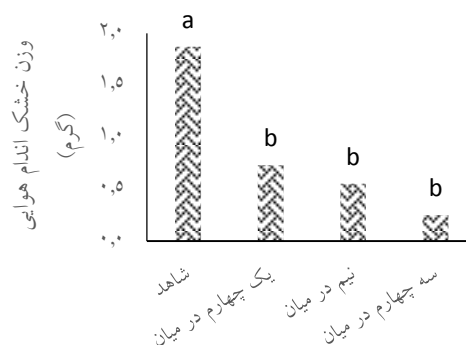 وزن خشک اندام هوایی
(گرم)
۲٫۰
۱٫۵
۱٫۰
۰٫۵
۰٫۰
a
b
b
b
شاهد
یک چهارم در میان
نیم در میان
سه چهارم در میان